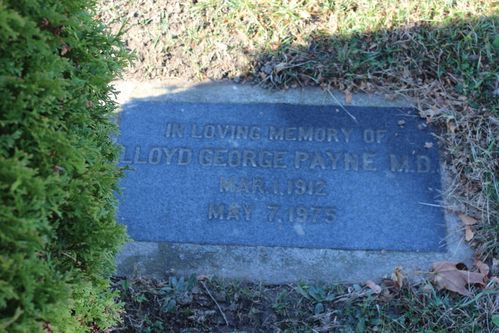 IN LOVING MEMORY OF
LLOYD GEORGE PAYNE M.D.
MAR. 1, 1912
MAY 7, 1975